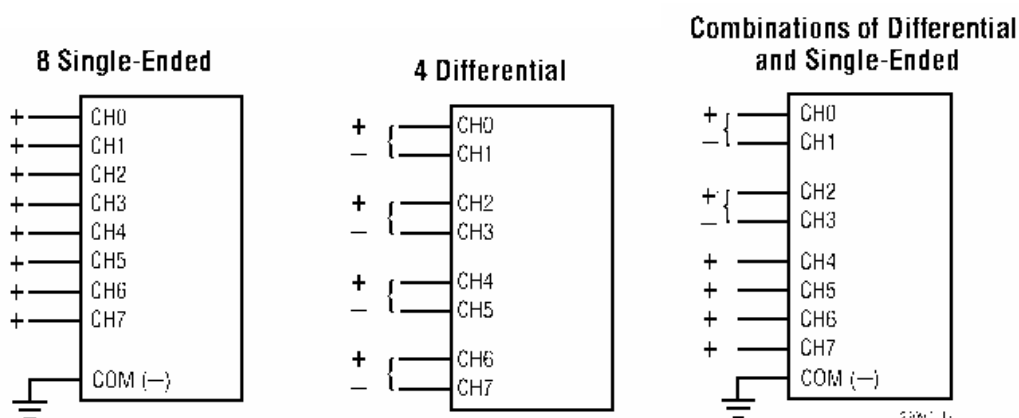 8 Single-Ended
+ CH0
+ CH1
+ CH2
+ CH3
+ CH4
+ CH5
+ CH6
+ CH7
COM (—)
4 Differential
+ CH0
– CH1
+ CH2
– CH3
+ CH4
– CH5
+ CH6
– CH7
Combinations of Differential
and Single-Ended
+ CH0
– CH1
+ CH2
– CH3
+ CH4
+ CH5
+ CH6
+ CH7
COM (—)